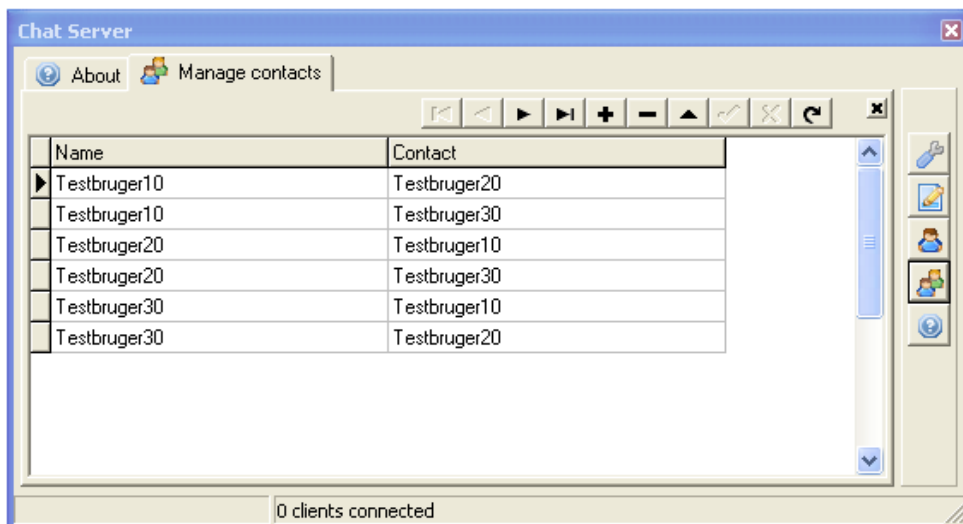 Chat Server
About Manage contacts
Name Contact
Testbruger10 Testbruger20
Testbruger10 Testbruger30
Testbruger20 Testbruger10
Testbruger20 Testbruger30
Testbruger30 Testbruger10
Testbruger30 Testbruger20
0 clients connected